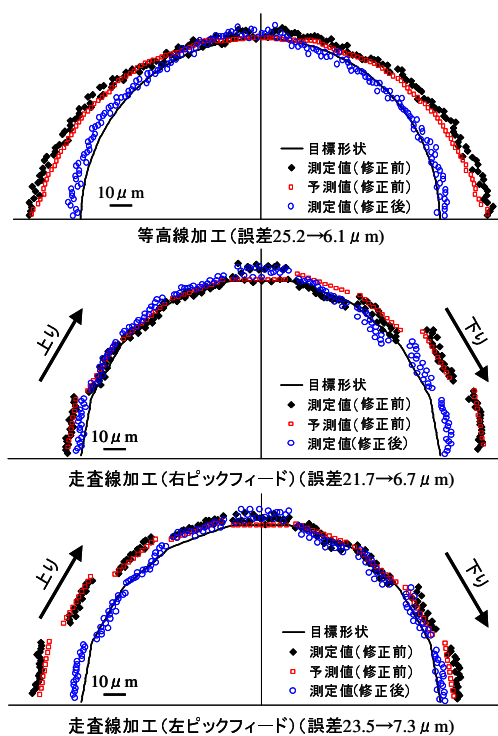 目標形状
測定値(修正前)
予測値(修正前)
測定値(修正後)
10μm
等高線加工(誤差25.2→6.1μm)
上り
下り
目標形状
測定値(修正前)
予測値(修正前)
測定値(修正後)
10μm
走査線加工(右ピックフィード)(誤差21.7→6.7μm)
上り
下り
目標形状
測定値(修正前)
予測値(修正前)
測定値(修正後)
10μm
走査線加工(左ピックフィード)(誤差23.5→7.3μm)